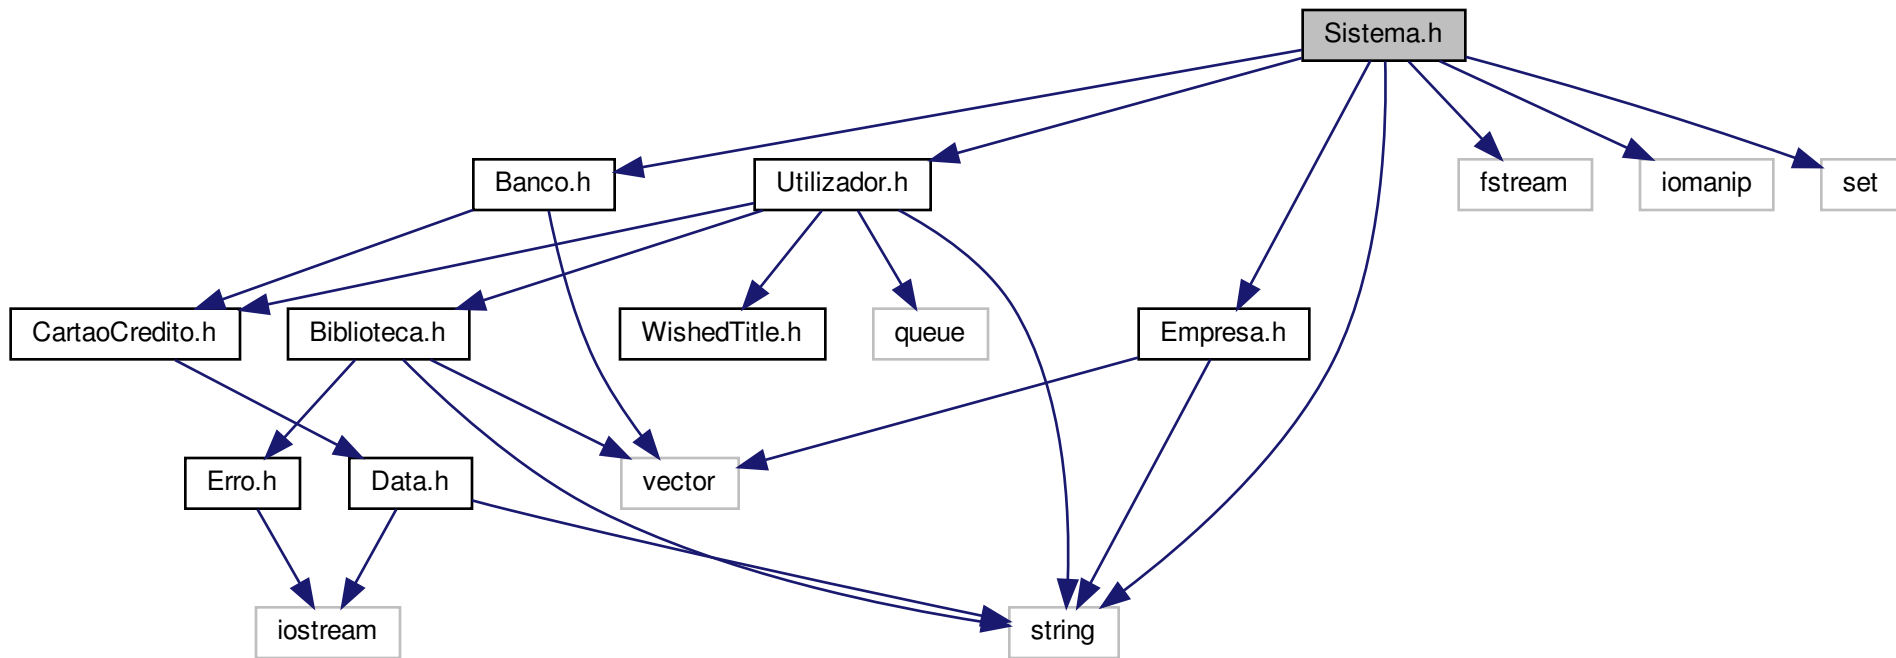 Sistema.h
Banco.h
Utilizador.h
fstream
iomanip
set
CartaoCredito.h
Biblioteca.h
WishedTitle.h
queue
Empresa.h
Erro.h
Data.h
vector
iostream
string